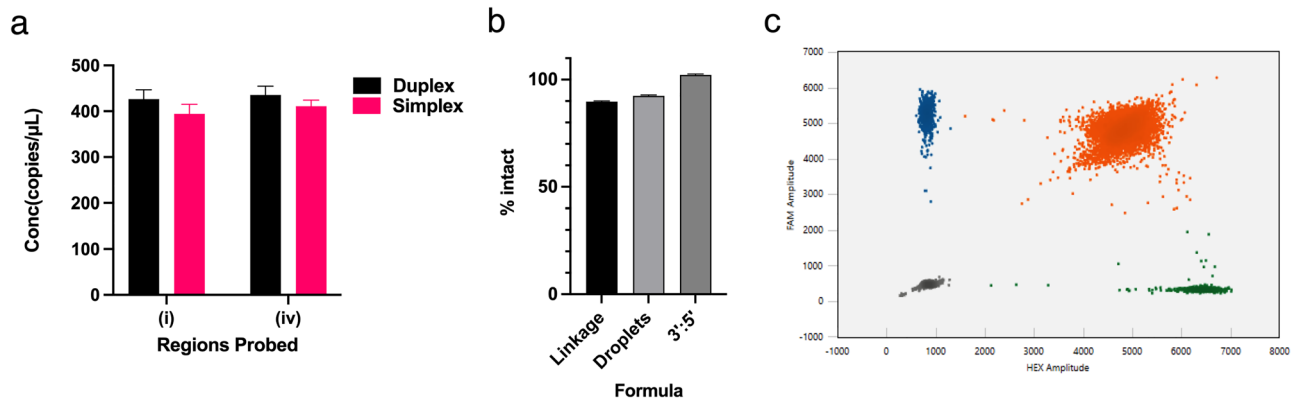 a
500
400
300
200
100
0
Conc(copies/µL)
(i)
(iv)
Regions Probed
Duplex
Simplex
b
100
50
0
% intact
Linkage
Droplets
3':5'
Formula
c
7000
6000
5000
4000
3000
2000
1000
0
-1000
FAM Amplitude
-1000
0
1000
2000
3000
4000
5000
6000
7000
8000
HEX Amplitude